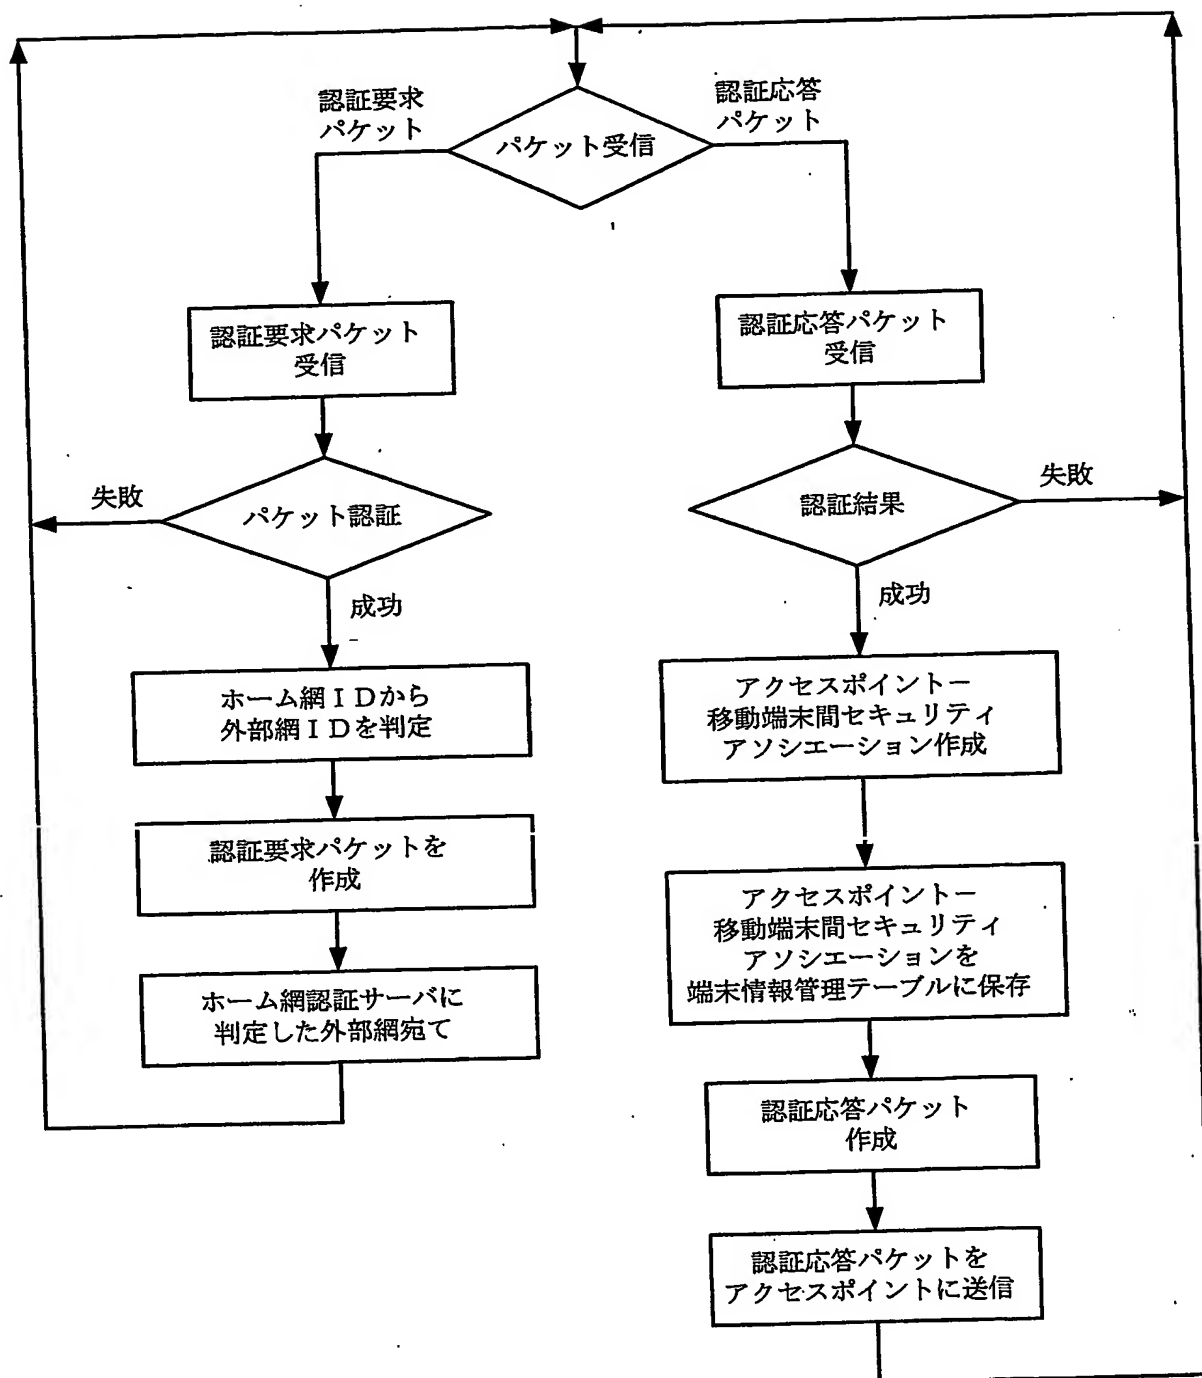 認証要求
パケット
パケット受信
認証応答
パケット
認証要求パケット
受信
認証応答パケット
受信
失敗
パケット認証
成功
認証結果
失敗
成功
ホーム網IDから
外部網IDを判定
認証要求パケットを
作成
ホーム網認証サーバに
判定した外部網宛て
アクセスポイントー
移動端末間セキュリティ
アソシエーション作成
アクセスポイントー
移動端末間セキュリティ
アソシエーションを
端末情報管理テーブルに保存
認証応答パケット
作成
認証応答パケットを
アクセスポイントに送信